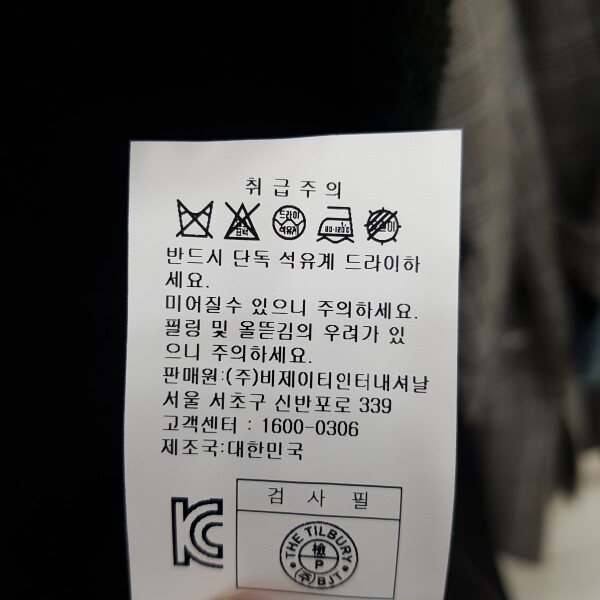 취급주의
드라이
석유계
80-120℃
반드시 단독 석유계 드라이하
세요.
미어질수 있으니 주의하세요.
필링 및 올뜯김의 우려가 있
으니 주의하세요.
판매원:(주)비제이티인터내셔날
서울 서초구 신반포로 339
고객센터 : 1600-0306
제조국:대한민국
검 사 필
THE TILBURY
檢
P
(주)BJT